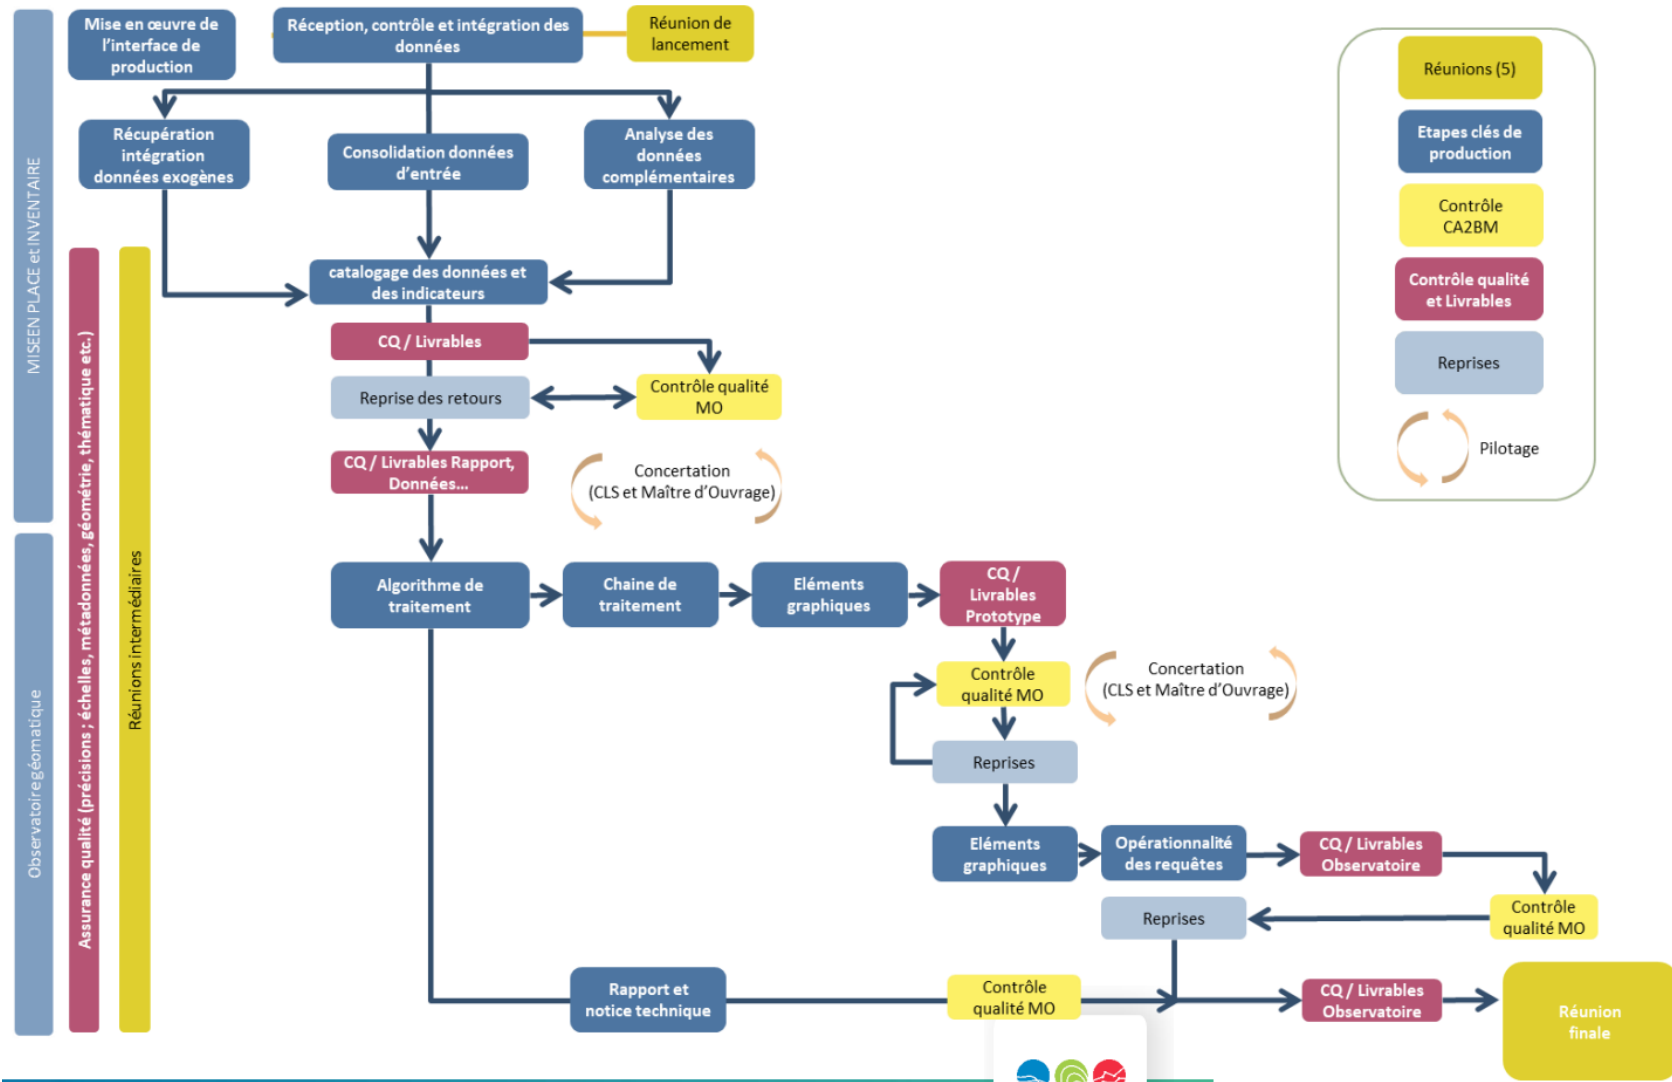 Mise en œuvre de
l'interface de
production
Réception, contrôle et intégration des
données
Réunion de
lancement
Récupération
intégration
données exogènes
Consolidation données
d'entrée
Analyse des
données
complémentaires
catalogage des données et
des indicateurs
CQ / Livrables
Reprise des retours
Contrôle qualité
MO
CQ / Livrables Rapport,
Données...
Concertation
(CLS et Maître d'Ouvrage)
Algorithme de
traitement
Chaine de
traitement
Eléments
graphiques
CQ /
Livrables
Prototype
Contrôle
qualité MO
Concertation
(CLS et Maître d'Ouvrage)
Reprises
Eléments
graphiques
Opérationnalité
des requêtes
CQ / Livrables
Observatoire
Reprises
Contrôle
qualité MO
Rapport et
notice technique
Contrôle
qualité MO
CQ / Livrables
Observatoire
Réunion
finale
MISEEN PLACE et INVENTAIRE
Observatoire géomatique
Assurance qualité (précisions ; échelles, métadonnées, géométrie, thématique etc.)
Réunions intermédiaires
Réunions (5)
Etapes clés de
production
Contrôle
CA2BM
Contrôle qualité
et Livrables
Reprises
Pilotage